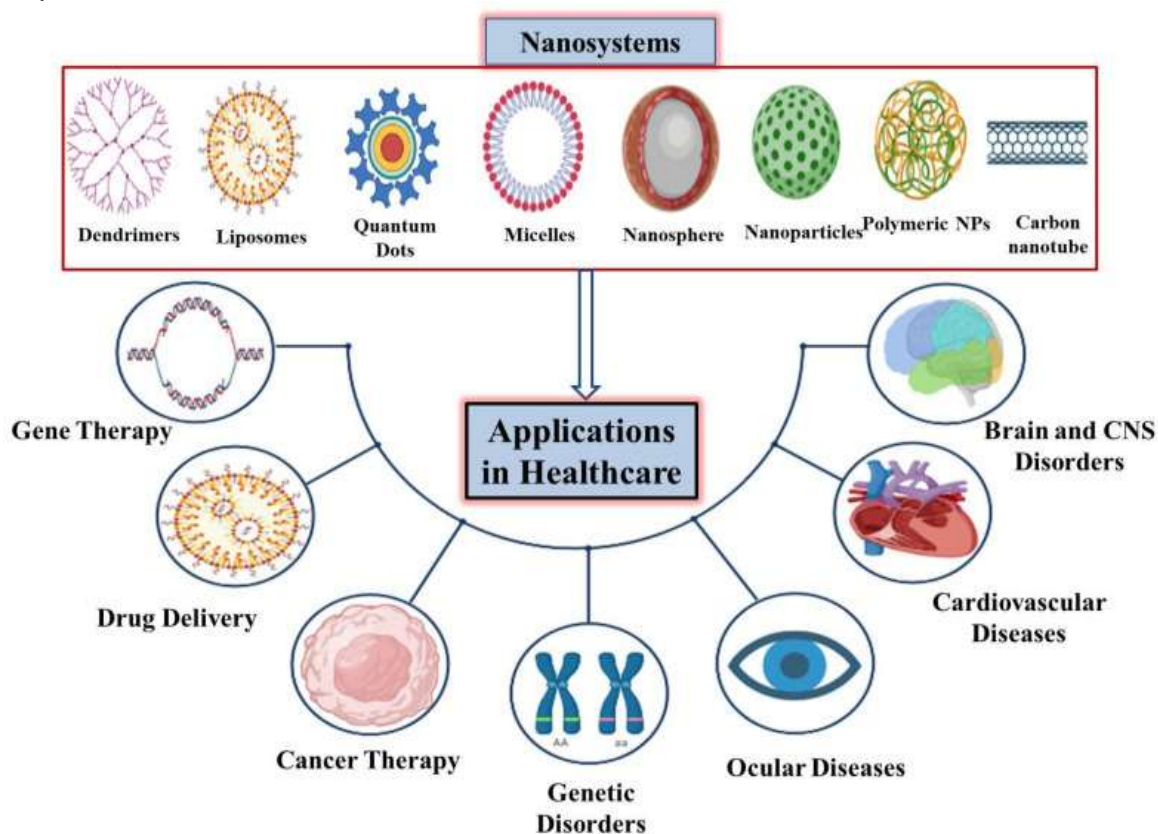 Nanosystems
Dendrimers
Liposomes
Quantum
Dots
Micelles
Nanosphere
Nanoparticles
Polymeric NPs
Carbon
nanotube
Applications
in Healthcare
Gene Therapy
Drug Delivery
Cancer Therapy
AA
aa
Genetic
Disorders
Ocular Diseases
Cardiovascular
Diseases
Brain and CNS
Disorders